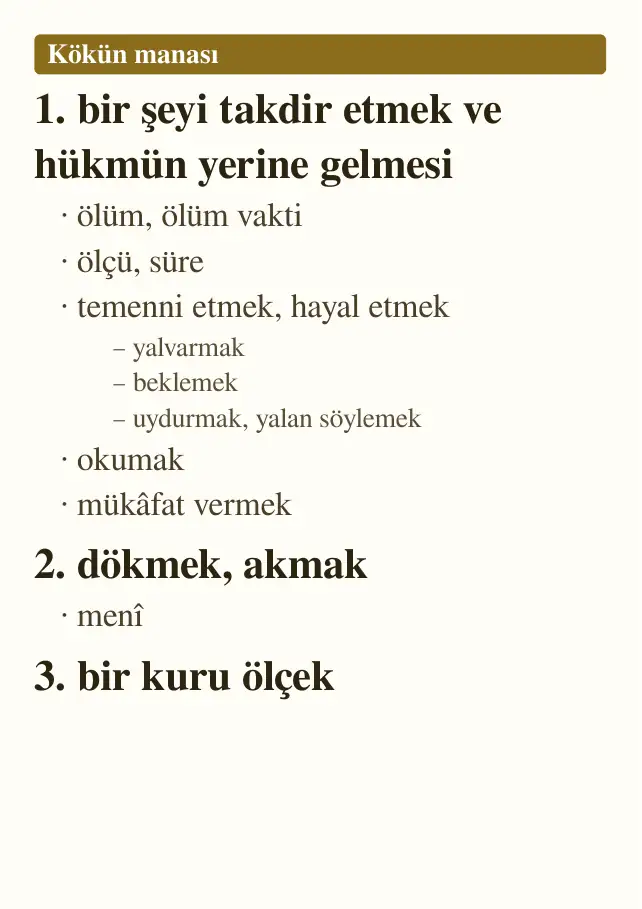 Kökün manası
1. bir şeyi takdir etmek ve
hükmün yerine gelmesi
· ölüm, ölüm vakti
· ölçü, süre
· temenni etmek, hayal etmek
– yalvarmak
– beklemek
– uydurmak, yalan söylemek
· okumak
· mükâfat vermek
2. dökmek, akmak
· menî
3. bir kuru ölçek